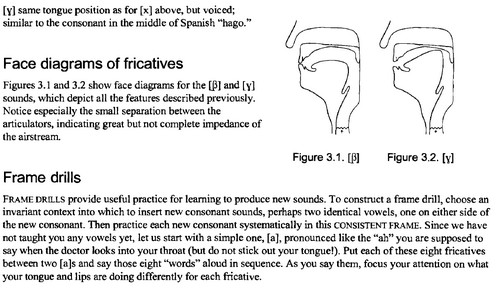 [ɣ] same tongue position as for [x] above, but voiced;
similar to the consonant in the middle of Spanish “hago.”
Face diagrams of fricatives
Figures 3.1 and 3.2 show face diagrams for the [β] and [ɣ]
sounds, which depict all the features described previously.
Notice especially the small separation between the
articulators, indicating great but not complete impedance of
the airstream.
Figure 3.1. [β]
Figure 3.2. [ɣ]
Frame drills
FRAME DRILLS provide useful practice for learning to produce new sounds. To construct a frame drill, choose an
invariant context into which to insert new consonant sounds, perhaps two identical vowels, one on either side of
the new consonant. Then practice each new consonant systematically in this CONSISTENT FRAME. Since we have
not taught you any vowels yet, let us start with a simple one, [a], pronounced like the “ah” you are supposed to
say when the doctor looks into your throat (but do not stick out your tongue!). Put each of these eight fricatives
between two [a]s and say those eight “words” aloud in sequence. As you say them, focus your attention on what
your tongue and lips are doing differently for each fricative.